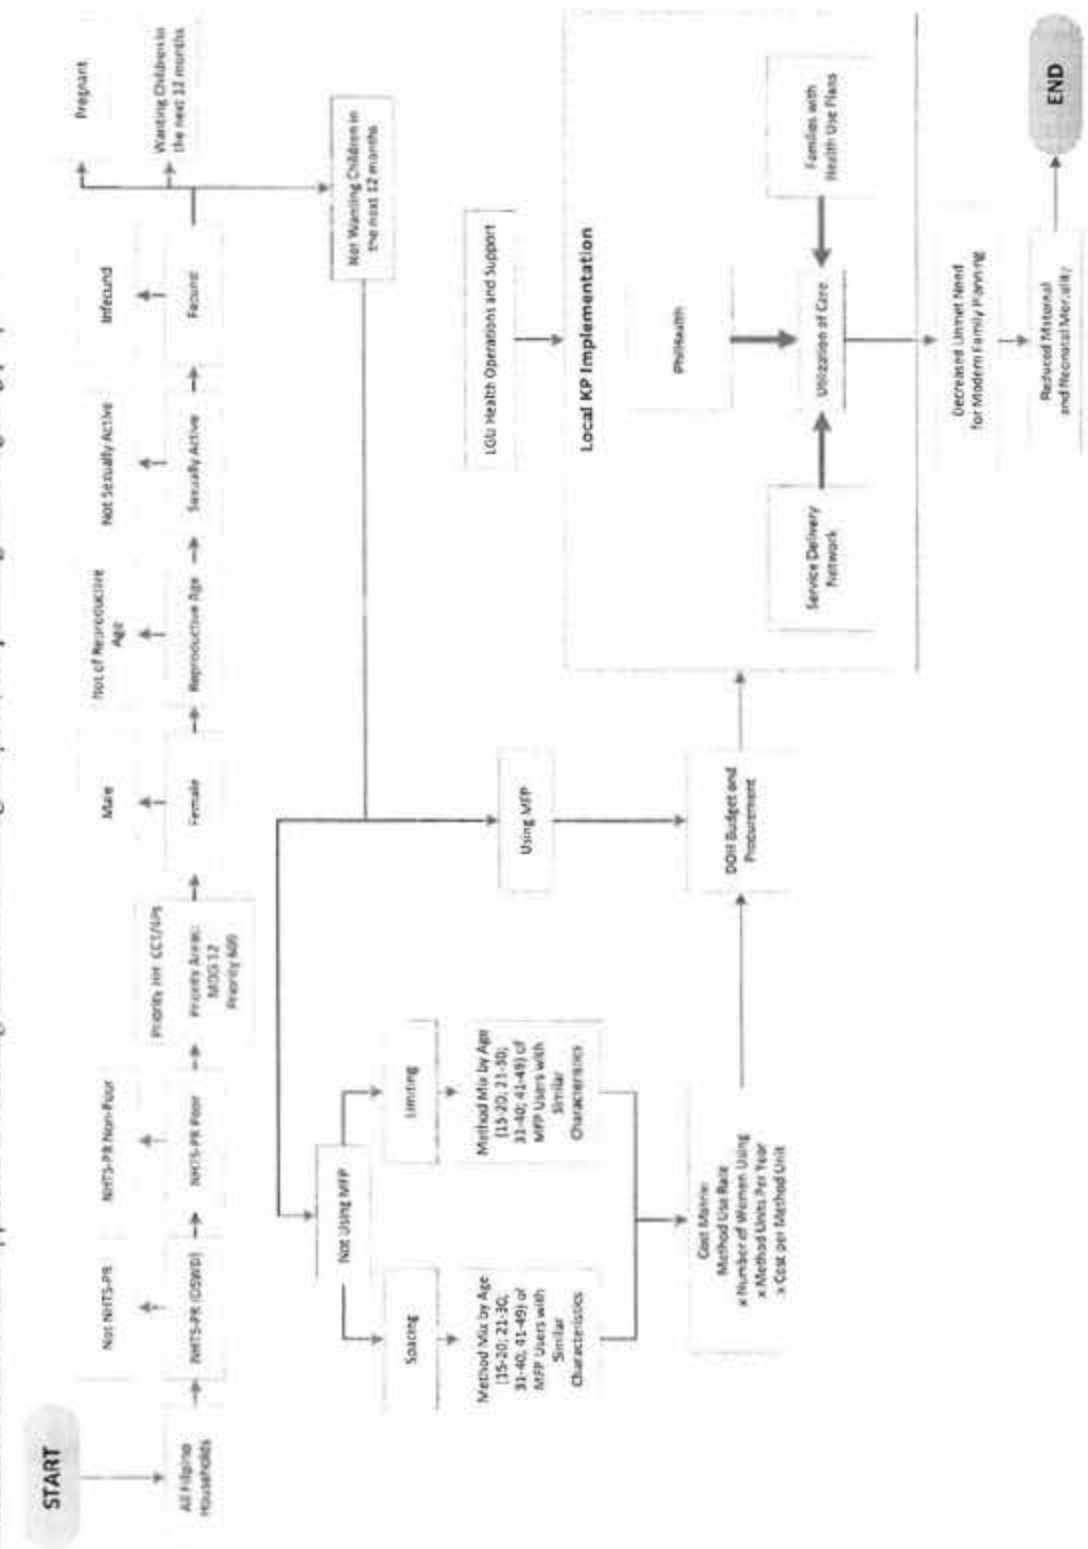 START
All Filipino
Households
Not NHTS-PR
NHTS-PR (DSWD)
NHTS-PR Non-Poor
NHTS-PR Poor
Priority HH: CCT/4Ps
Priority Areas:
MDG 12
Priority 609
Male
Female
Not of Reproductive
Age
Reproductive Age
Not Sexually Active
Sexually Active
Infecund
Fecund
Pregnant
Wanting Children in
the next 12 months
Not Wanting Children in
the next 12 months
Not Using MFP
Using MFP
Spacing
Limiting
Method Mix by Age
(15-20; 21-30;
31-40; 41-49) of
MFP Users with
Similar
Characteristics
Method Mix by Age
(15-20; 21-30;
31-40; 41-49) of
MFP Users with
Similar
Characteristics
Cost Matrix:
Method Use Rate
x Number of Women Using
x Method Units Per Year
x Cost per Method Unit
DOH Budget and
Procurement
LGU Health Operations and Support
Local KP Implementation
PhilHealth
Service Delivery
Network
Utilization of Care
Families with
Health Use Plans
Decreased Unmet Need
for Modern Family Planning
Reduced Maternal
and Neonatal Mortality
END